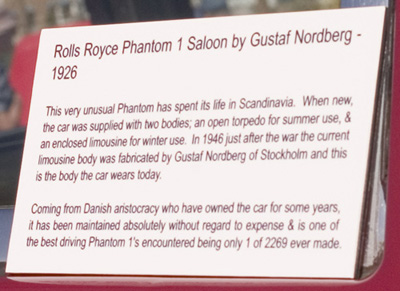 Rolls Royce Phantom 1 Saloon by Gustaf Nordberg -
1926
This very unusual Phantom has spent its life in Scandinavia. When new,
the car was supplied with two bodies; an open torpedo for summer use, &
an enclosed limousine for winter use. In 1946 just after the war the current
limousine body was fabricated by Gustaf Nordberg of Stockholm and this
is the body the car wears today.
Coming from Danish aristocracy who have owned the car for some years,
it has been maintained absolutely without regard to expense & is one of
the best driving Phantom 1's encountered being only 1 of 2269 ever made.